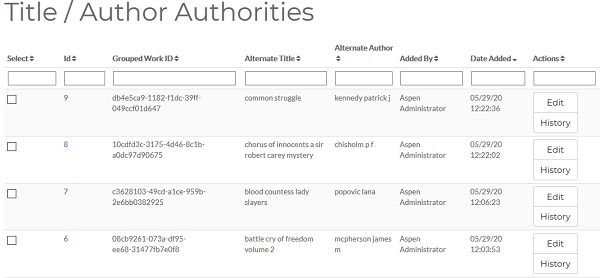 Title / Author Authorities
Alternate Author
Select Id Grouped Work ID Alternate Title Added By Date Added Actions
9 db4e5ca9-1182-f1dc-39ff- common struggle kennedy patrick j Aspen 05/29/20 Edit
049ccf01d647 Administrator 12:22:36
History
8 10cdfd3c-3175-4d46-8c1b- chorus of innocents a sir chisholm p f Aspen 05/29/20 Edit
a0dc97d90675 robert carey mystery Administrator 12:22:02
History
7 c3628103-49cd-a1ce-959b- blood countess lady popovic lana Aspen 05/29/20 Edit
2e6bb0382925 slayers Administrator 12:06:23
History
6 08cb9261-073a-df95- battle cry of freedom mcpherson james Aspen 05/29/20 Edit
ee68-31477fb7e0f8 volume 2 m Administrator 12:03:53
History